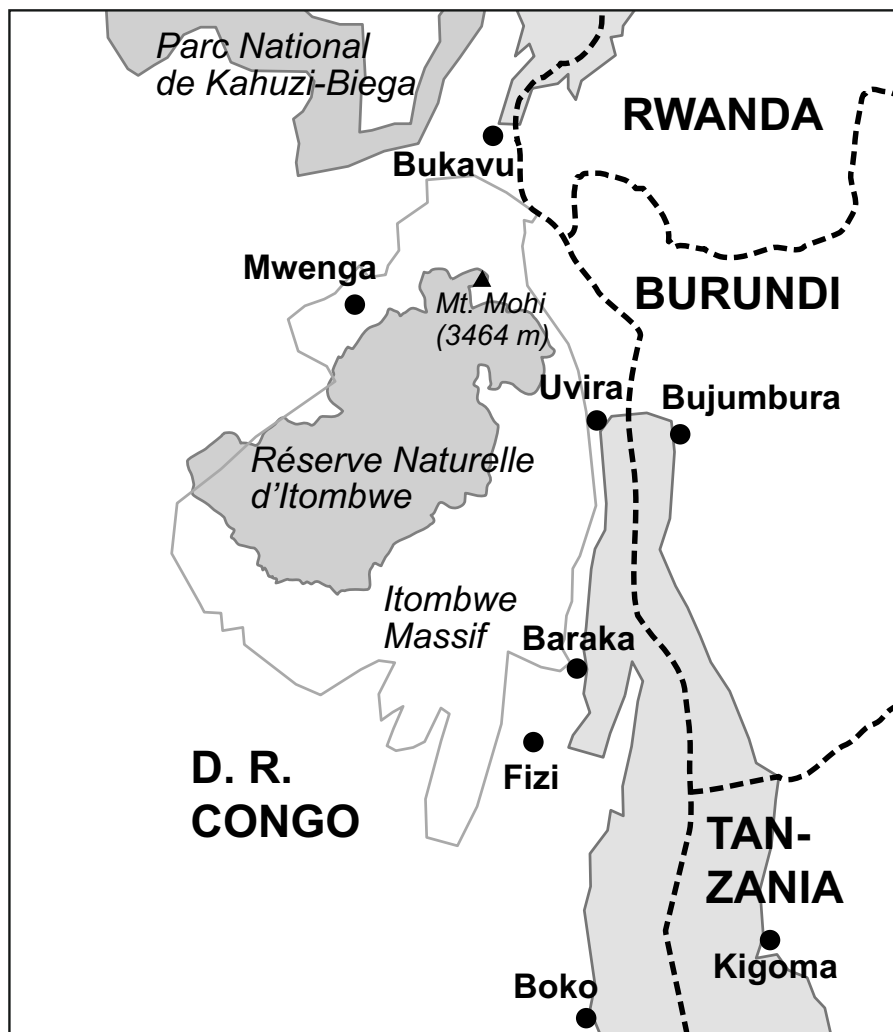 Parc National
de Kahuzi-Biega
RWANDA
Bukavu
Mwenga
BURUNDI
Mt. Mohi
(3464 m)
Uvira
Bujumbura
Réserve Naturelle
d'Itombwe
Itombwe
Massif
Baraka
D. R.
CONGO
Fizi
TAN-
ZANIA
Kigoma
Boko